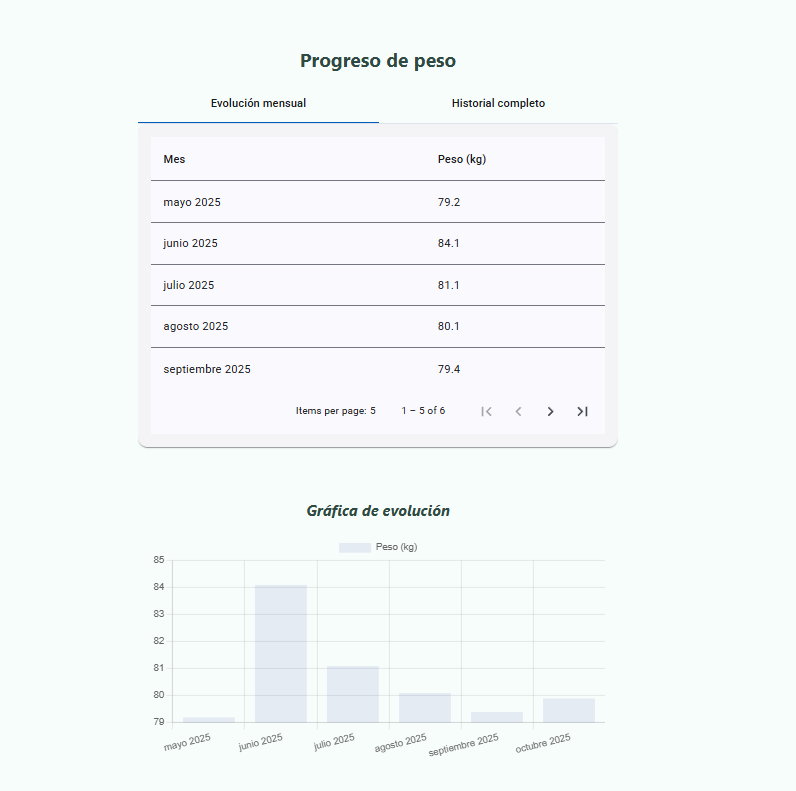 Progreso de peso
Evolución mensual Historial completo
Mes Peso (kg)
mayo 2025 79.2
junio 2025 84.1
julio 2025 81.1
agosto 2025 80.1
septiembre 2025 79.4
Items per page: 5 1 – 5 of 6
Gráfica de evolución
Peso (kg)
85
84
83
82
81
80
79
mayo 2025 junio 2025 julio 2025 agosto 2025 septiembre 2025 octubre 2025